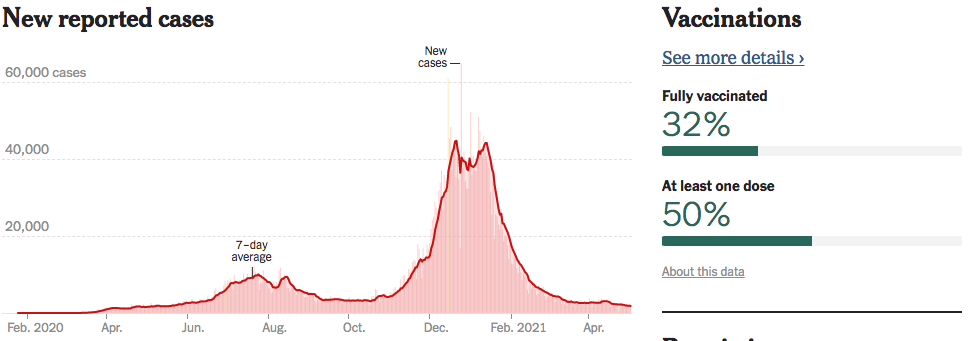 New reported cases
New
cases
60,000 cases
40,000
20,000
7-day
average
Feb. 2020
Apr.
Jun.
Aug.
Oct.
Dec.
Feb. 2021
Apr.
Vaccinations
See more details ›
Fully vaccinated
32%
At least one dose
50%
About this data